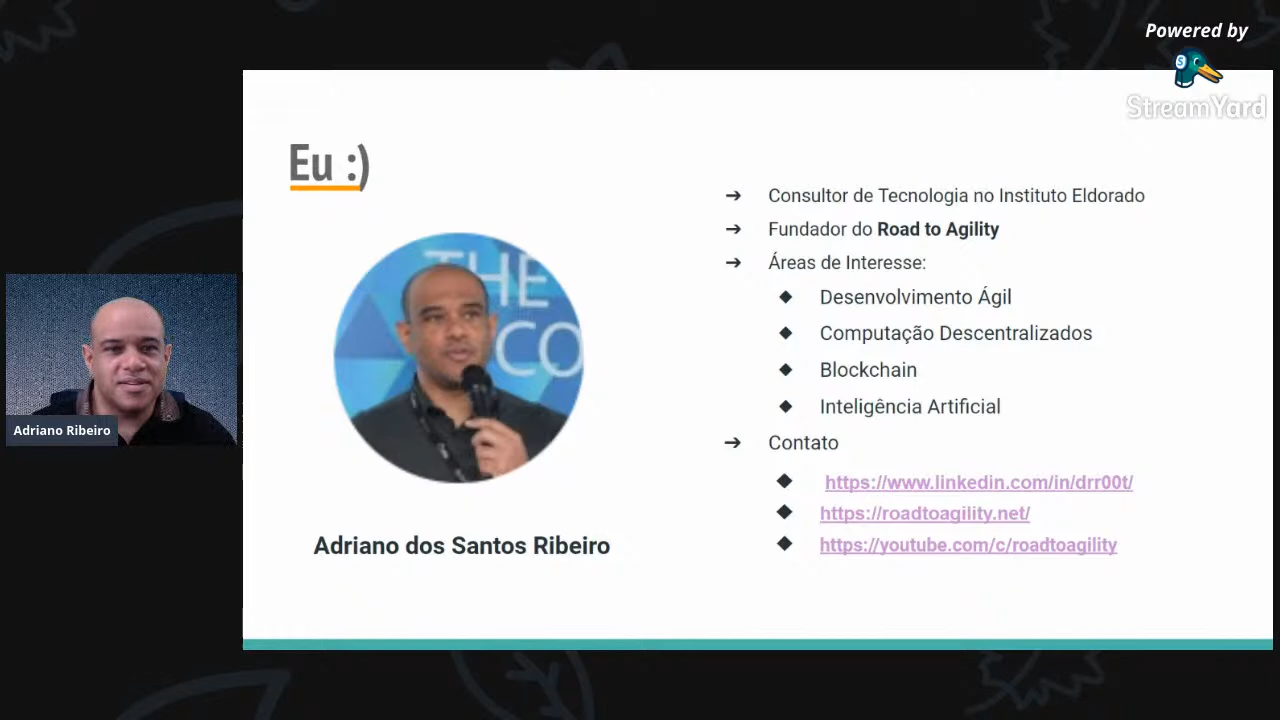 Powered by
StreamYard
Eu :)
Consultor de Tecnologia no Instituto Eldorado
Fundador do Road to Agility
Áreas de Interesse:
Desenvolvimento Ágil
Computação Descentralizados
Blockchain
Inteligência Artificial
Contato
https://www.linkedin.com/in/drr00t/
https://roadtoagility.net/
https://youtube.com/c/roadtoagility
THE
CO
Adriano dos Santos Ribeiro
Adriano Ribeiro